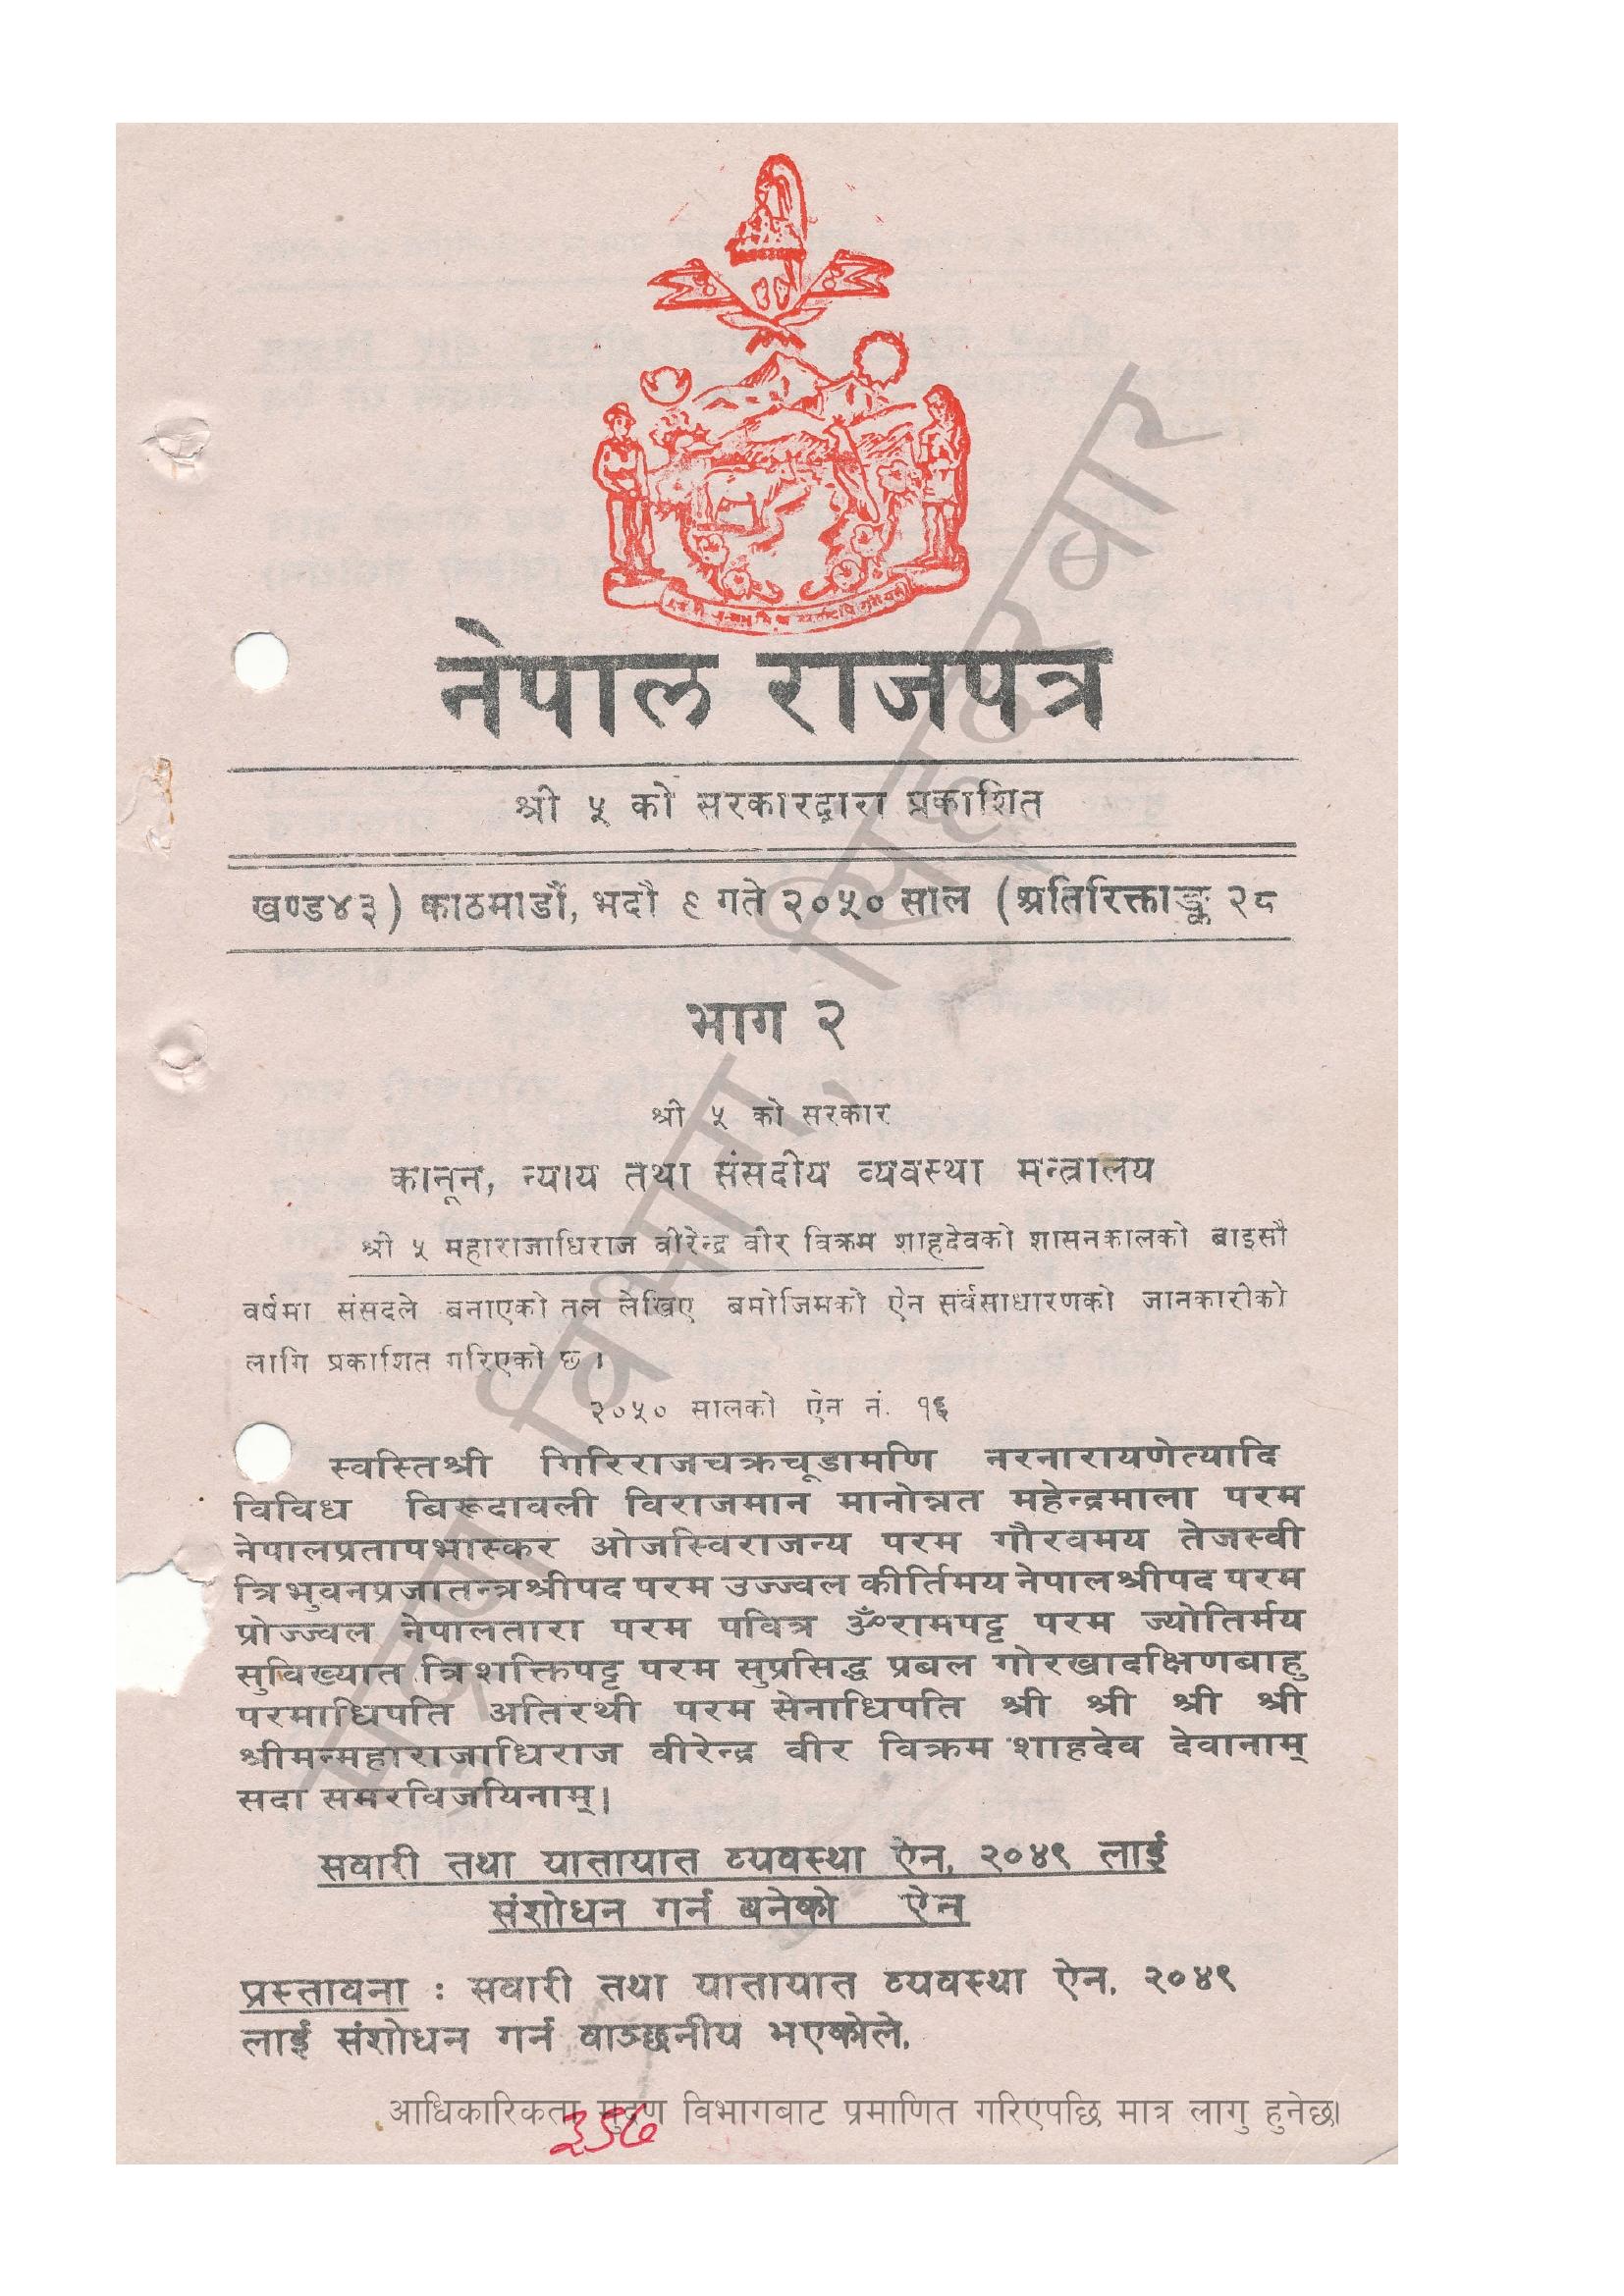 नेपाल राजपत्र
श्री ५ को सरकारद्वारा प्रकाशित
खण्ड४३) काठमाडौं, भदौ ९ गते २०५० साल (अतिरिक्ताङ्क २८
भाग २
श्री ५ को सरकार
कानून, न्याय तथा संसदीय व्यवस्था मन्त्रालय
श्री ५ महाराजाधिराज वीरेन्द्र वीर विक्रम शाहदेवको शासनकालको बाइसौं
वर्षमा संसदले बनाएको तल लेखिए बमोजिमको ऐन सर्वसाधारणको जानकारीको
लागि प्रकाशित गरिएको छ ।
२०५० सालको ऐन नं. १६
स्वस्तिश्री गिरिराजचक्रचूडामणि नरनारायणेत्यादि
विविध बिरूदावली विराजमान मानोन्नत महेन्द्रमाला परम
नेपालप्रतापभास्कर ओजस्विराजन्य परम गौरवमय तेजस्वी
त्रिभुवनप्रजातन्त्रश्रीपद परम उज्ज्वल कीर्तिमय नेपालश्रीपद परम
प्रोज्ज्वल नेपालतारा परम पवित्र ॐरामपट्ट परम ज्योतिर्मय
सुविख्यात त्रिशक्तिपट्ट परम सुप्रसिद्ध प्रबल गोरखादक्षिणबाहु
परमाधिपति अतिरथी परम सेनाधिपति श्री श्री श्री श्री
श्रीमन्महाराजाधिराज वीरेन्द्र वीर विक्रम शाहदेव देवानाम्
सदा समरविजयिनाम्।
सवारी तथा यातायात व्यवस्था ऐन, २०४९ लाई
संशोधन गर्न बनेको ऐन
प्रस्तावना : सवारी तथा यातायात व्यवस्था ऐन, २०४९
लाई संशोधन गर्न वाञ्छनीय भएकोले,
आधिकारिकता मुद्रण विभागबाट प्रमाणित गरिएपछि मात्र लागु हुनेछ।
मुद्रण विभाग, सिंहदरबार